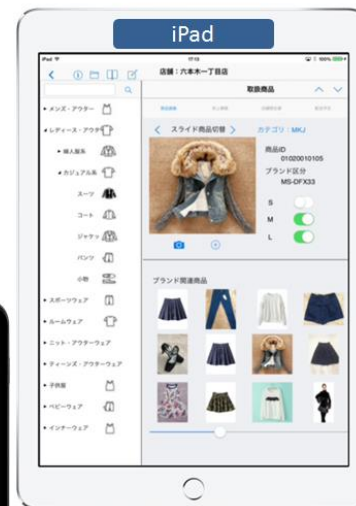 iPad
iPad
17:13
100%
店舗：六本木一丁目店
取扱商品
メンズ・アウター
レディース・アウター
婦人服系
カジュアル系
スーツ
コート
ジャケット
パンツ
小物
スポーツウェア
ルームウェア
ニット・アウターウェア
ティーンズ・アウターウェア
子供服
ベビーウェア
インナーウェア
スライド商品切替
カテゴリ：MKJ
商品ID
01020010105
ブランド区分
MS-DFX33
S
M
L
ブランド関連商品